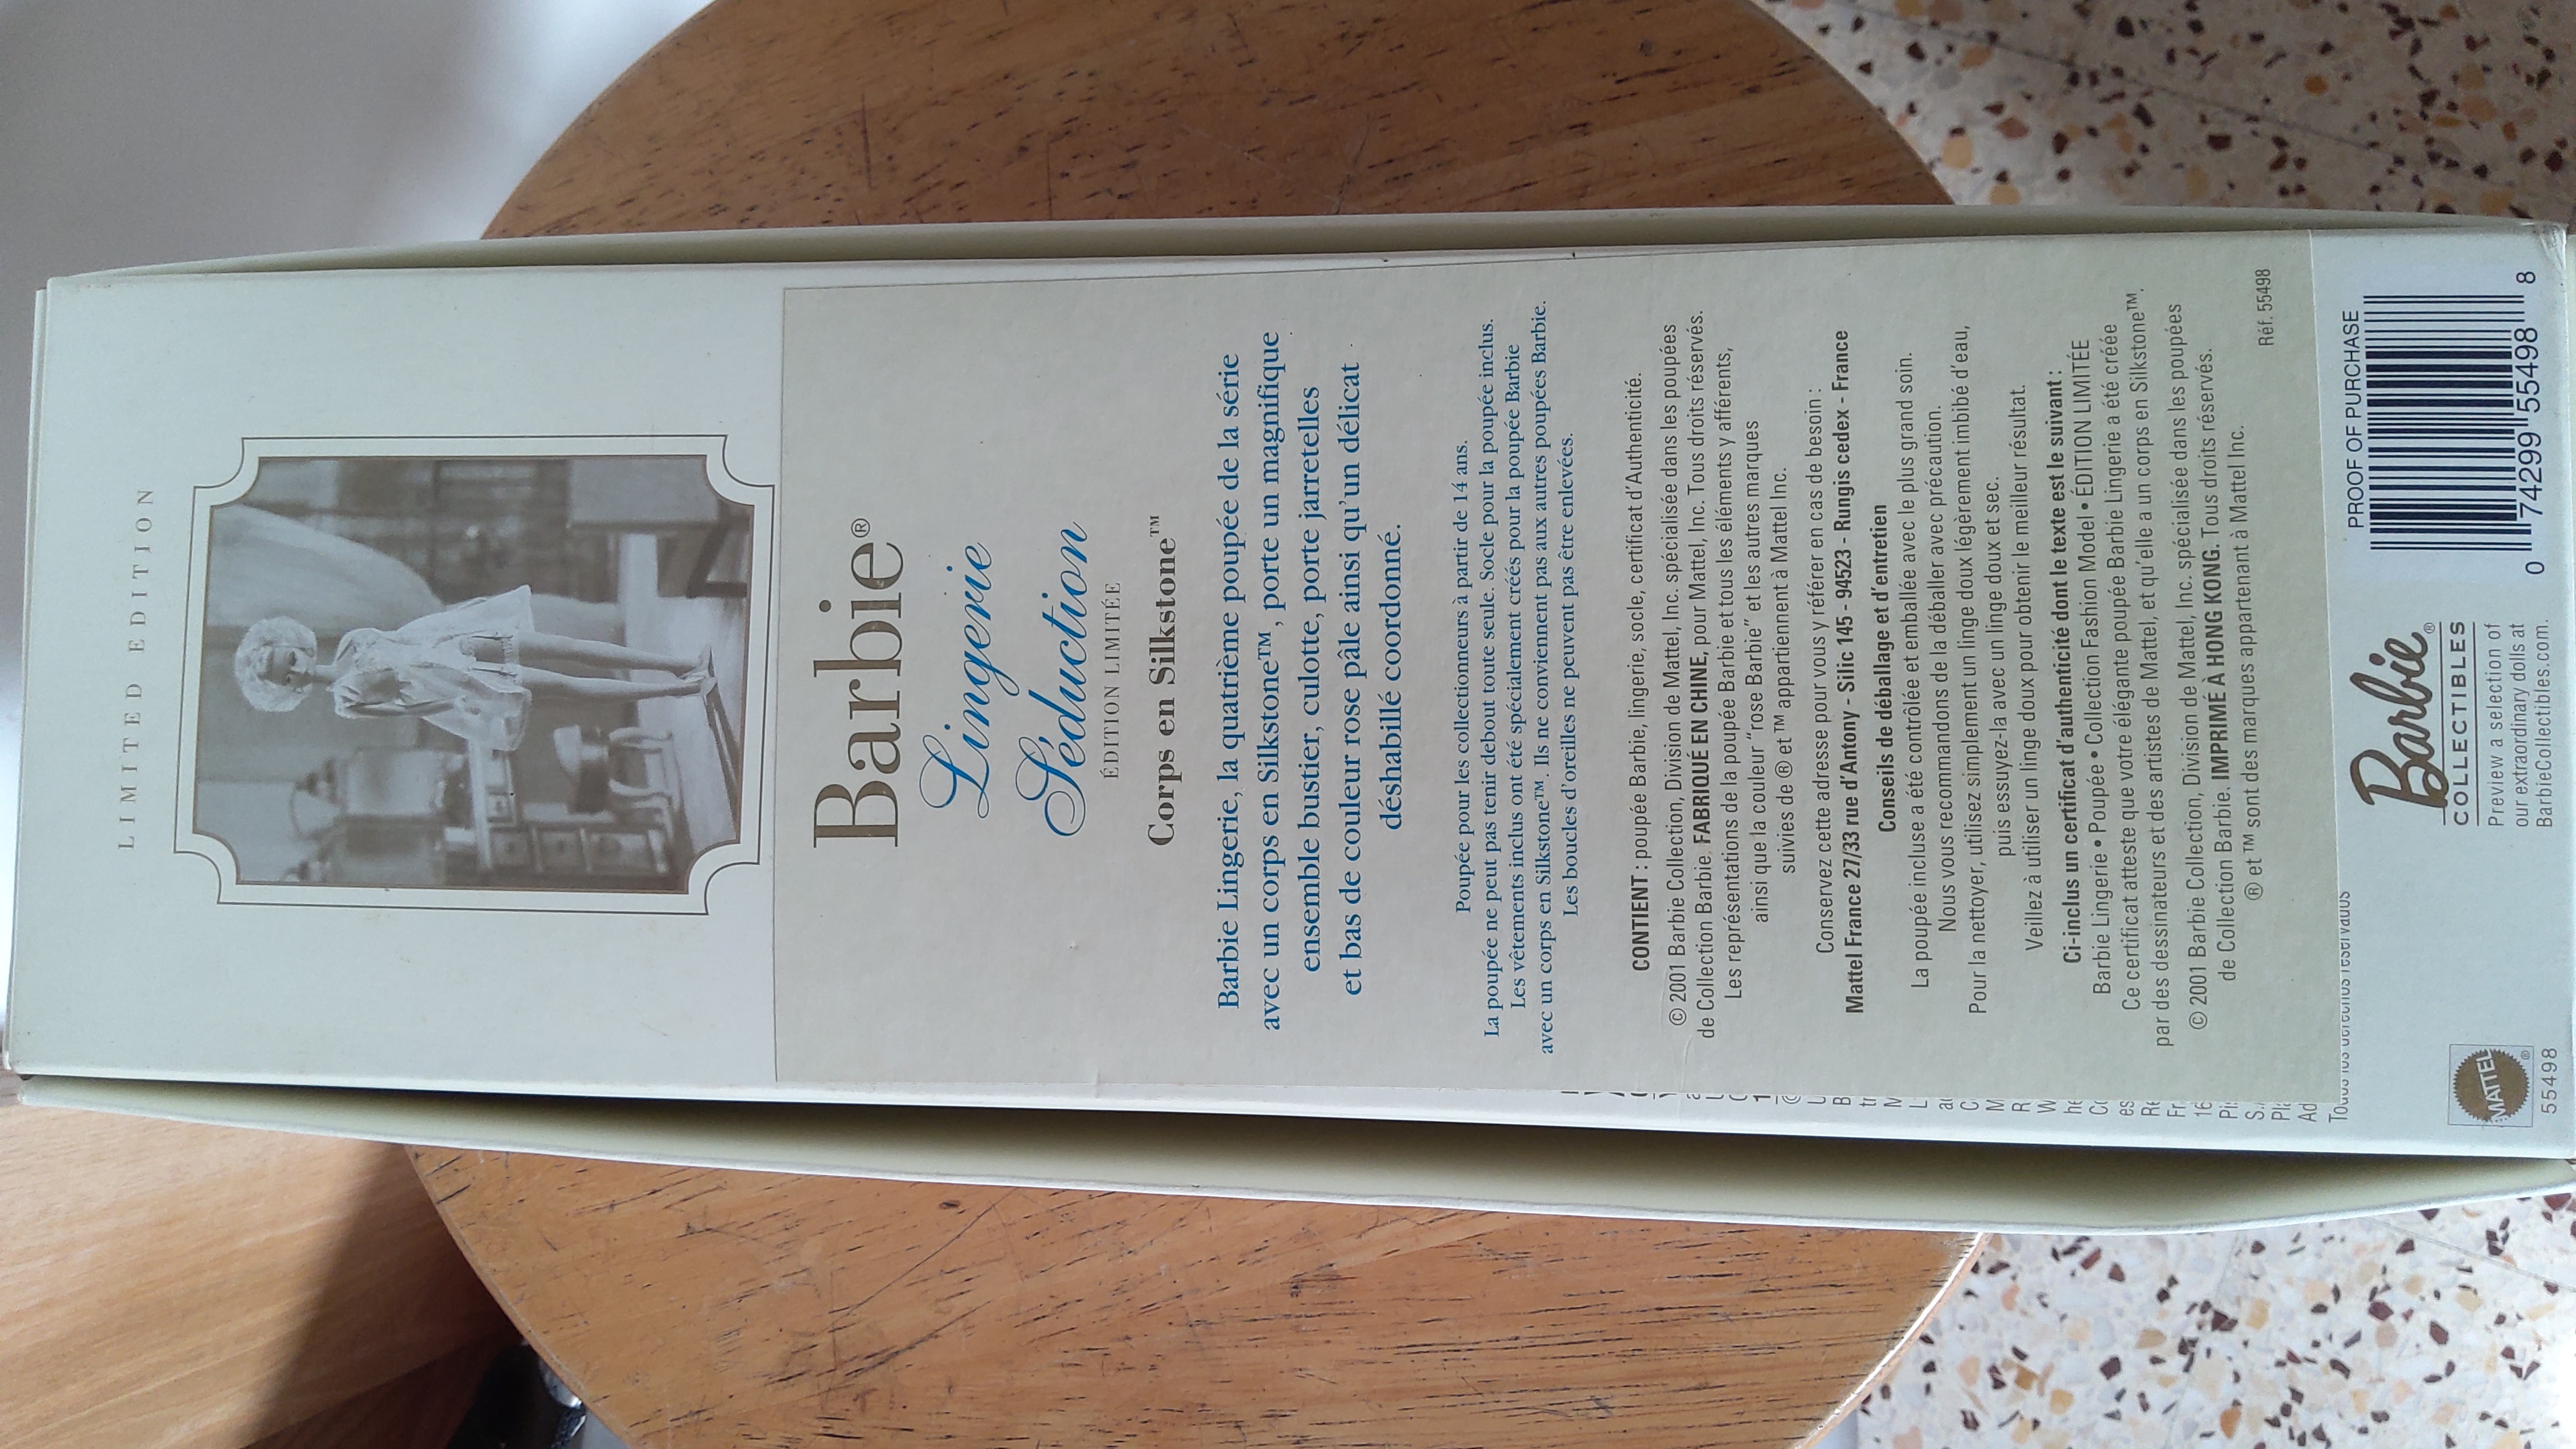 LIMITED EDITION
Barbie®
Lingerie
Séduction
ÉDITION LIMITÉE
Corps en Silkstone™
Barbie Lingerie, la quatrième poupée de la série
avec un corps en Silkstone™, porte un magnifique
ensemble bustier, culotte, porte jarretelles
et bas de couleur rose pâle ainsi qu'un délicat
déshabillé coordonné.
Poupée pour les collectionneurs à partir de 14 ans.
La poupée ne peut pas tenir debout toute seule. Socle pour la poupée inclus.
Les vêtements inclus ont été spécialement créés pour la poupée Barbie
avec un corps en Silkstone™. Ils ne conviennent pas aux autres poupées Barbie.
Les boucles d'oreilles ne peuvent pas être enlevées.
CONTIENT : poupée Barbie, lingerie, socle, certificat d'Authenticité.
© 2001 Barbie Collection, Division de Mattel, Inc. spécialisée dans les poupées
de Collection Barbie. FABRIQUÉ EN CHINE, pour Mattel, Inc. Tous droits réservés.
Les représentations de la poupée Barbie et tous les éléments y afférents,
ainsi que la couleur "rose Barbie" et les autres marques
suivies de ® et ™ appartiennent à Mattel Inc.
Conservez cette adresse pour vous y référer en cas de besoin :
Mattel France 27/33 rue d'Antony - Silic 145 - 94523 - Rungis cedex - France
Conseils de déballage et d'entretien
La poupée incluse a été contrôlée et emballée avec le plus grand soin.
Nous vous recommandons de la déballer avec précaution.
Pour la nettoyer, utilisez simplement un linge doux légèrement imbibé d'eau,
puis essuyez-la avec un linge doux et sec.
Veillez à utiliser un linge doux pour obtenir le meilleur résultat.
Ci-inclus un certificat d'authenticité dont le texte est le suivant :
Barbie Lingerie • Poupée • Collection Fashion Model • ÉDITION LIMITÉE
Ce certificat atteste que votre élégante poupée Barbie Lingerie a été créée
par des dessinateurs et des artistes de Mattel, et qu'elle a un corps en Silkstone™.
© 2001 Barbie Collection, Division de Mattel, Inc. spécialisée dans les poupées
de Collection Barbie. IMPRIMÉ À HONG KONG. Tous droits réservés.
® et ™ sont des marques appartenant à Mattel Inc.
Réf. 55498
MATTEL®
55498
Barbie®
COLLECTIBLES
Preview a selection of
our extraordinary dolls at
BarbieCollectibles.com.
PROOF OF PURCHASE
0 74299 55498 8